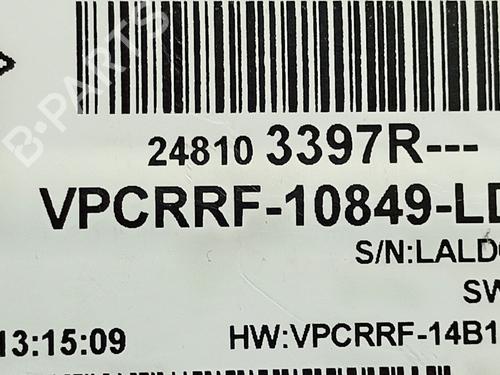 B-PARTS
24810 3397R---
VPCRRF-10849-LD
S/N:LALD
SW
13:15:09 HW:VPCRRF-14B1